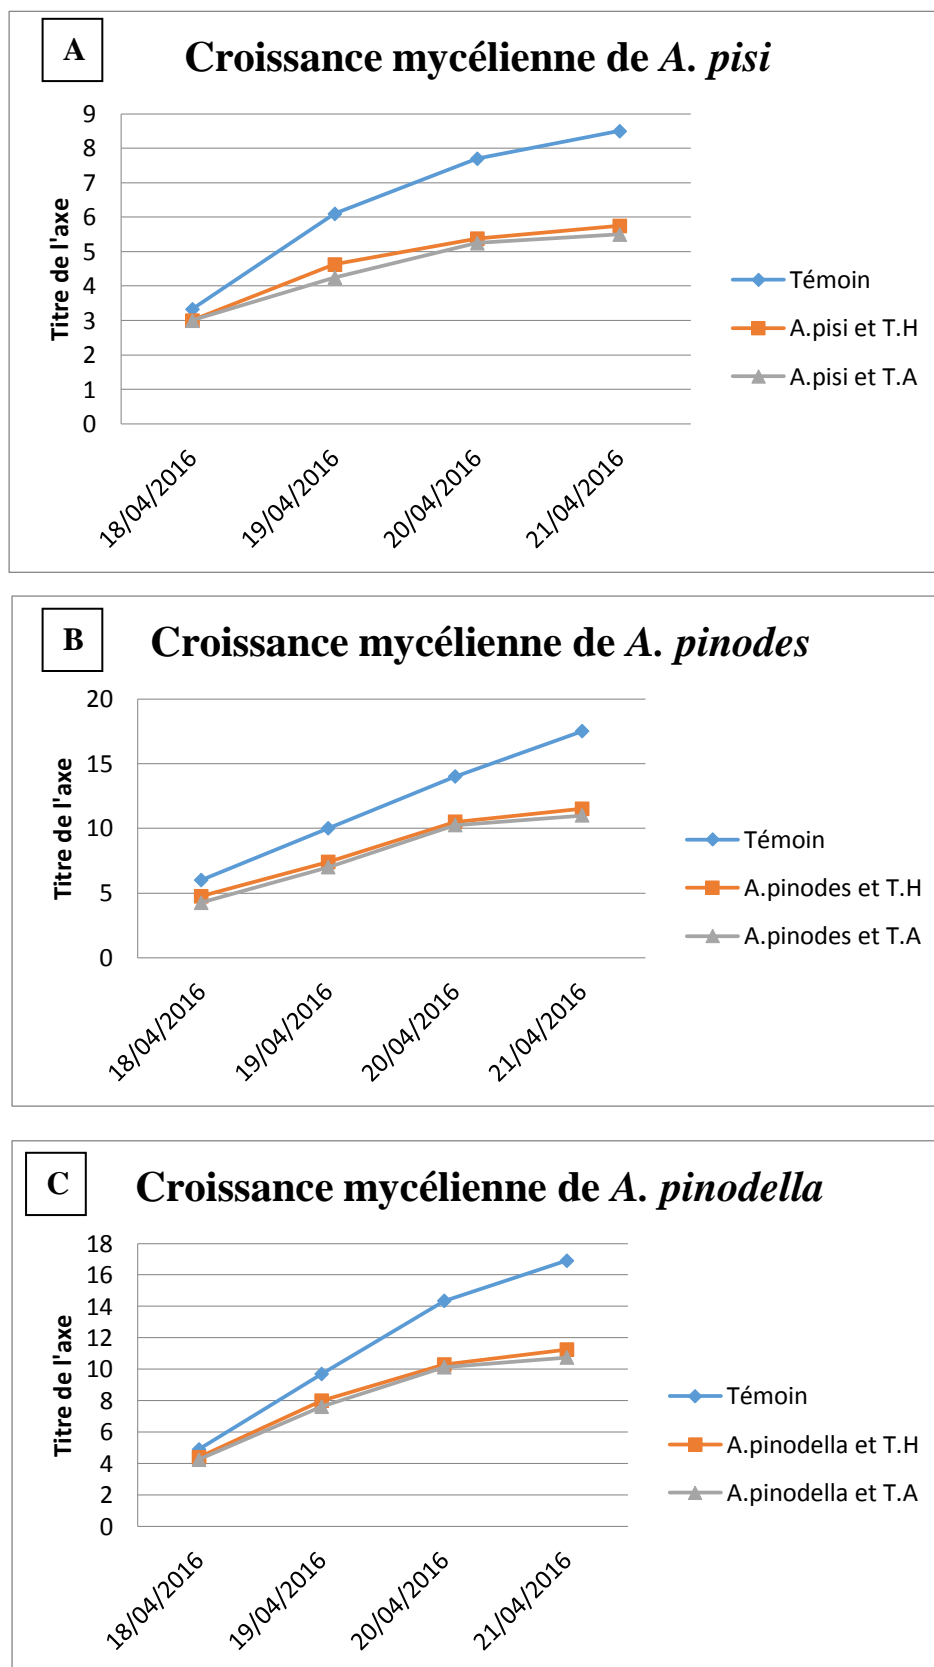 A
Croissance mycélienne de A. pisi
9
8
7
6
5
4
3
2
1
0
Titre de l'axe
18/04/2016
19/04/2016
20/04/2016
21/04/2016
Témoin
A.pisi et T.H
A.pisi et T.A
B
Croissance mycélienne de A. pinodes
20
15
10
5
0
Titre de l'axe
18/04/2016
19/04/2016
20/04/2016
21/04/2016
Témoin
A.pinodes et T.H
A.pinodes et T.A
C
Croissance mycélienne de A. pinodella
18
16
14
12
10
8
6
4
2
0
Titre de l'axe
18/04/2016
19/04/2016
20/04/2016
21/04/2016
Témoin
A.pinodella et T.H
A.pinodella et T.A